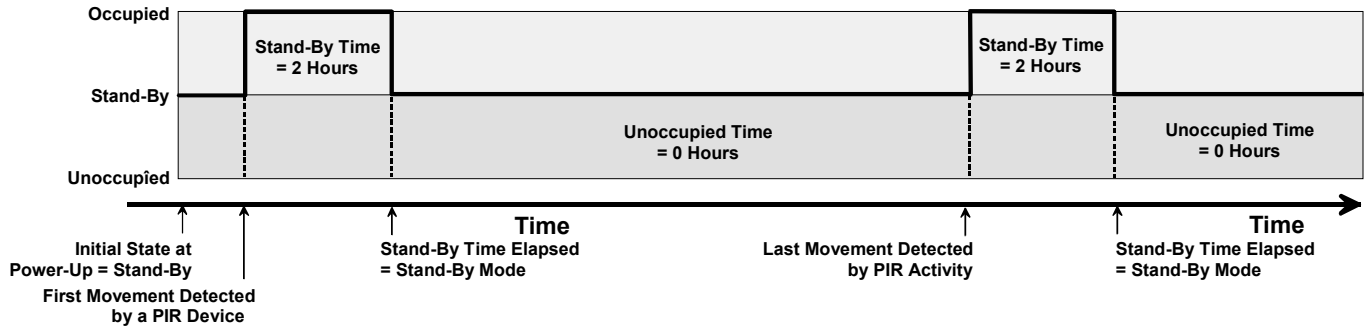 Occupied
Stand-By Time
= 2 Hours
Stand-By Time
= 2 Hours
Stand-By
Unoccupied Time
= 0 Hours
Unoccupied Time
= 0 Hours
Unoccupied
Time
Time
Initial State at
Power-Up = Stand-By
First Movement Detected
by a PIR Device
Stand-By Time Elapsed
= Stand-By Mode
Last Movement Detected
by PIR Activity
Stand-By Time Elapsed
= Stand-By Mode